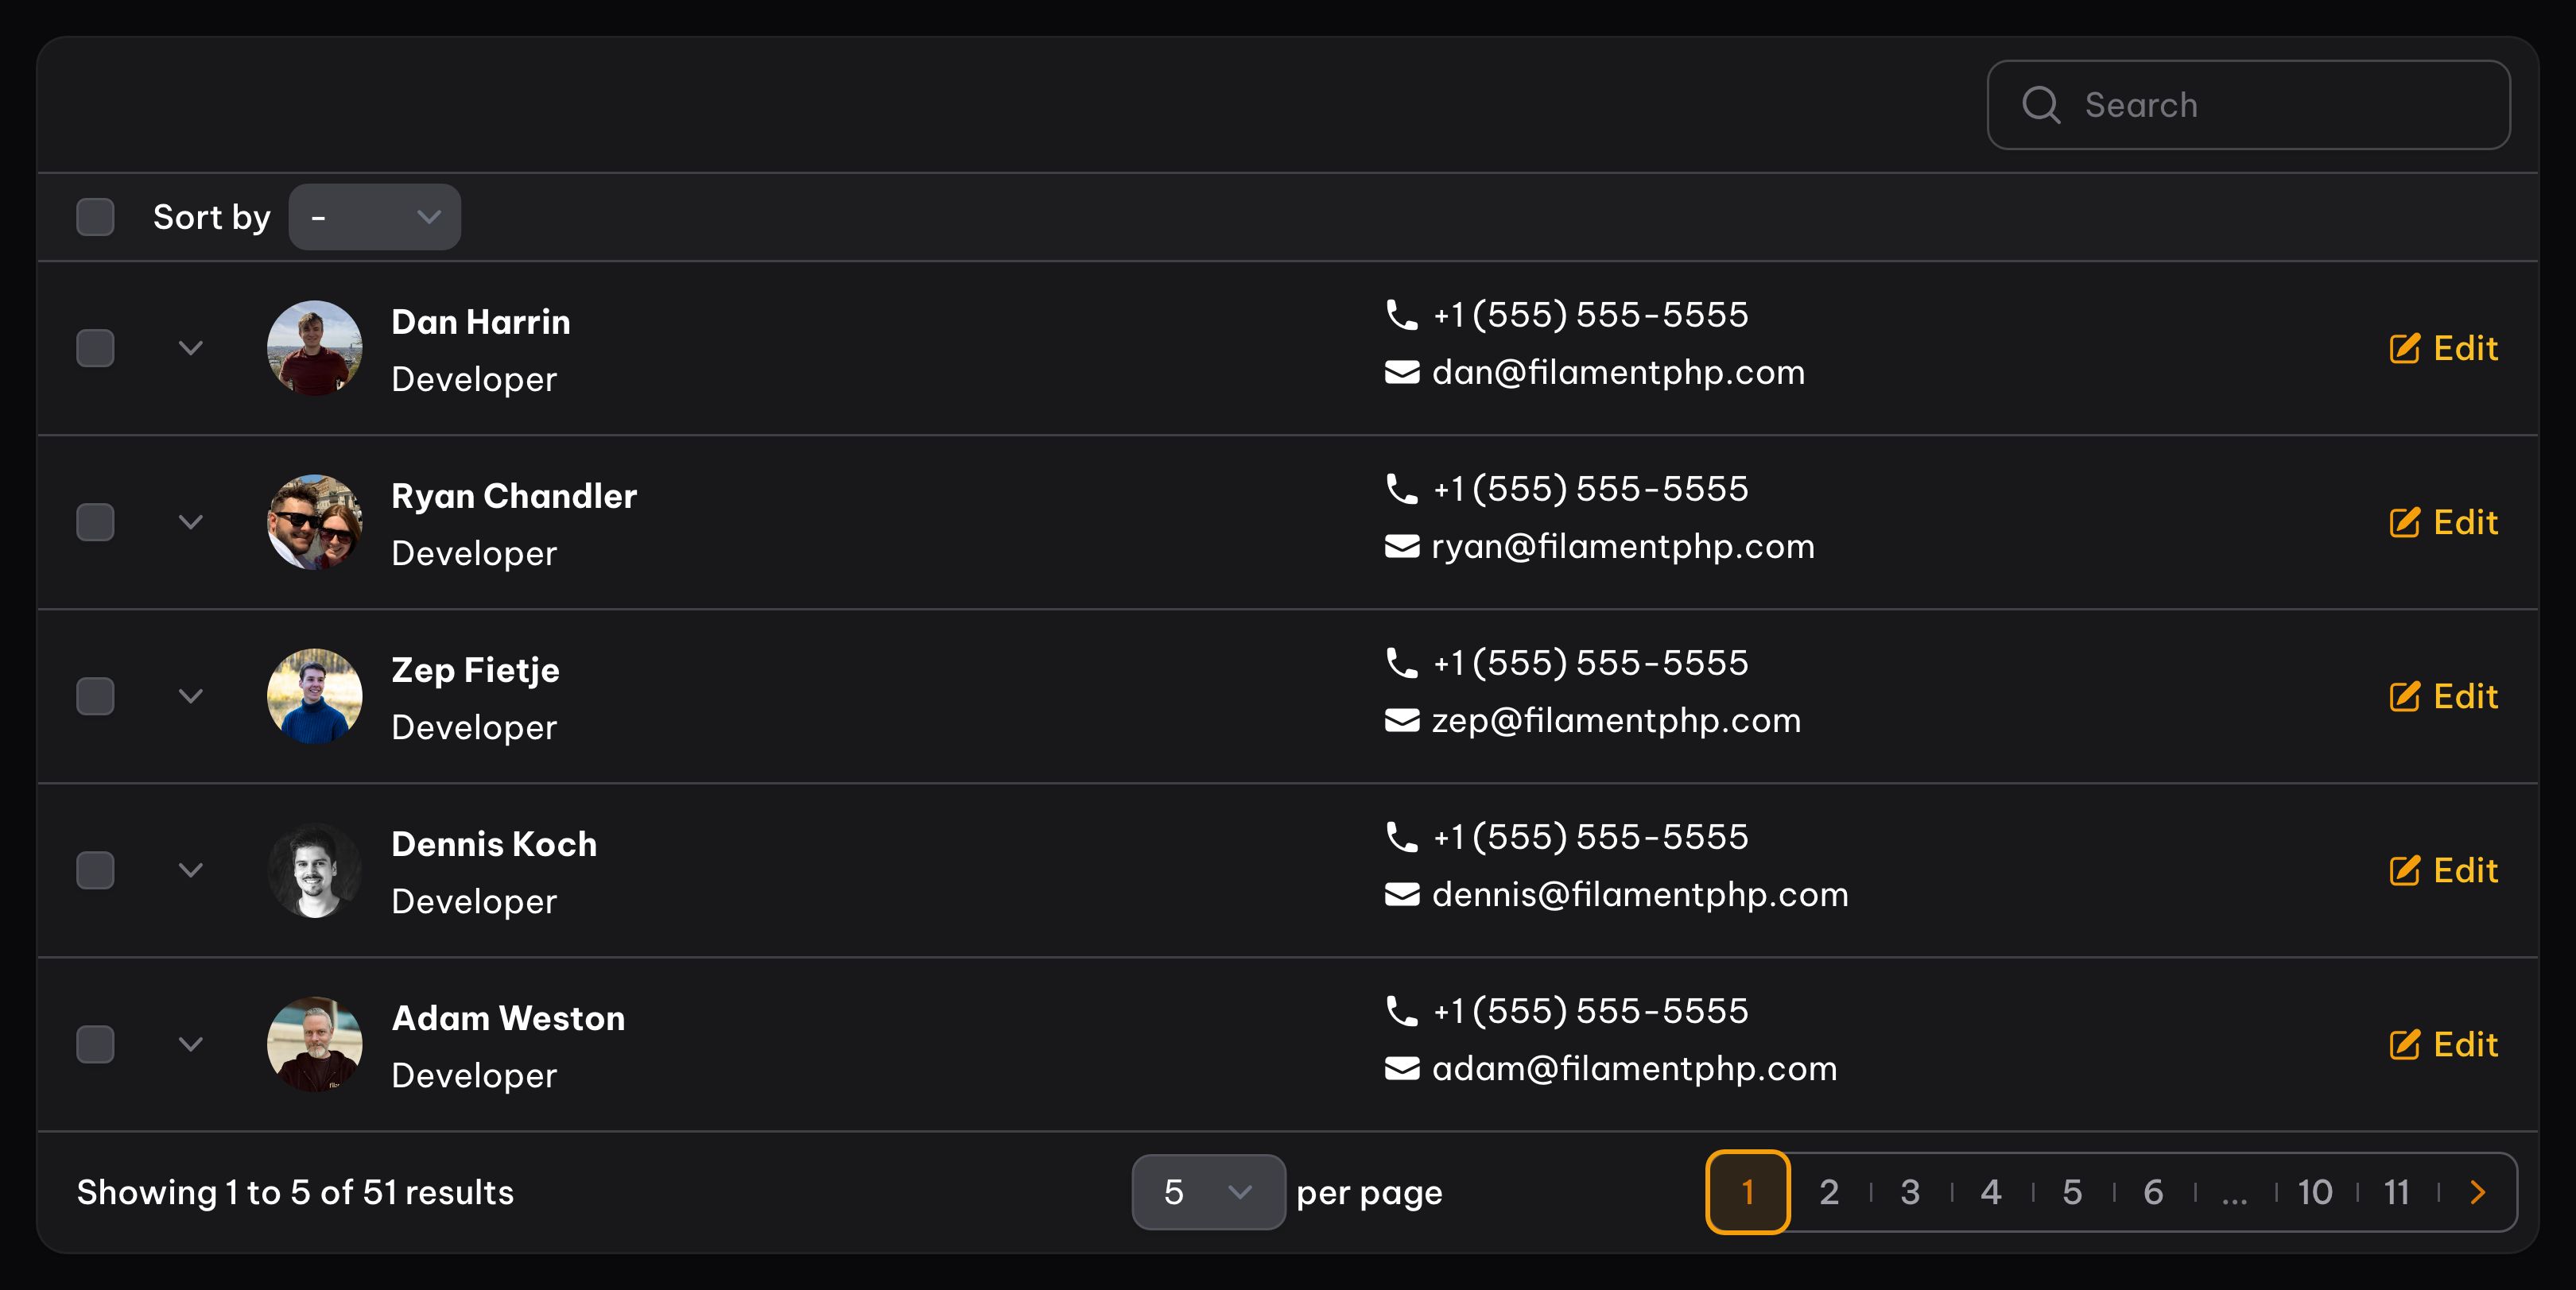 Search
Sort by -
Dan Harrin
Developer
+1 (555) 555-5555
dan@filamentphp.com
Edit
Ryan Chandler
Developer
+1 (555) 555-5555
ryan@filamentphp.com
Edit
Zep Fietje
Developer
+1 (555) 555-5555
zep@filamentphp.com
Edit
Dennis Koch
Developer
+1 (555) 555-5555
dennis@filamentphp.com
Edit
Adam Weston
Developer
+1 (555) 555-5555
adam@filamentphp.com
Edit
Showing 1 to 5 of 51 results
5 per page
1 2 3 4 5 6 ... 10 11